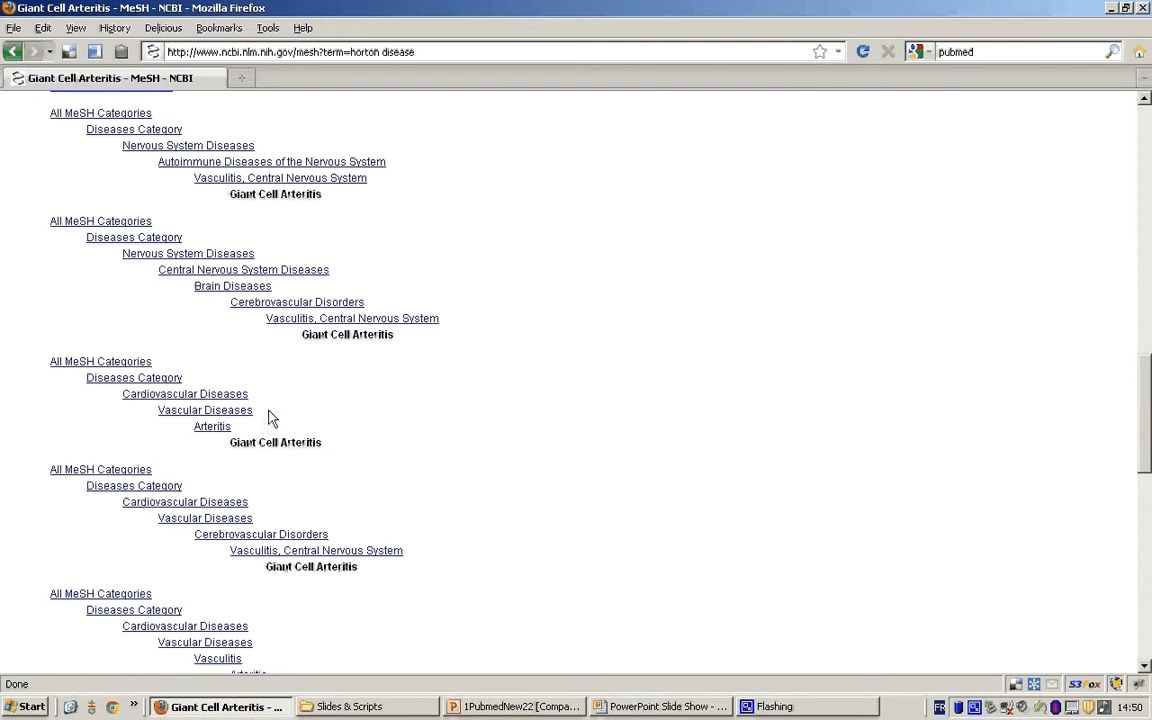 Giant Cell Arteritis - MeSH - NCBI - Mozilla Firefox
File Edit View History Delicious Bookmarks Tools Help
http://www.ncbi.nlm.nih.gov/mesh?term=horton disease
pubmed
Giant Cell Arteritis - MeSH - NCBI
All MeSH Categories
Diseases Category
Nervous System Diseases
Autoimmune Diseases of the Nervous System
Vasculitis, Central Nervous System
Giant Cell Arteritis
All MeSH Categories
Diseases Category
Nervous System Diseases
Central Nervous System Diseases
Brain Diseases
Cerebrovascular Disorders
Vasculitis, Central Nervous System
Giant Cell Arteritis
All MeSH Categories
Diseases Category
Cardiovascular Diseases
Vascular Diseases
Arteritis
Giant Cell Arteritis
All MeSH Categories
Diseases Category
Cardiovascular Diseases
Vascular Diseases
Cerebrovascular Disorders
Vasculitis, Central Nervous System
Giant Cell Arteritis
All MeSH Categories
Diseases Category
Cardiovascular Diseases
Vascular Diseases
Vasculitis
Arteritis
Done
S3Fox
Start » Giant Cell Arteritis - ... Slides & Scripts 1PubmedNew22 [Compa... PowerPoint Slide Show - ... Flashing FR 14:50